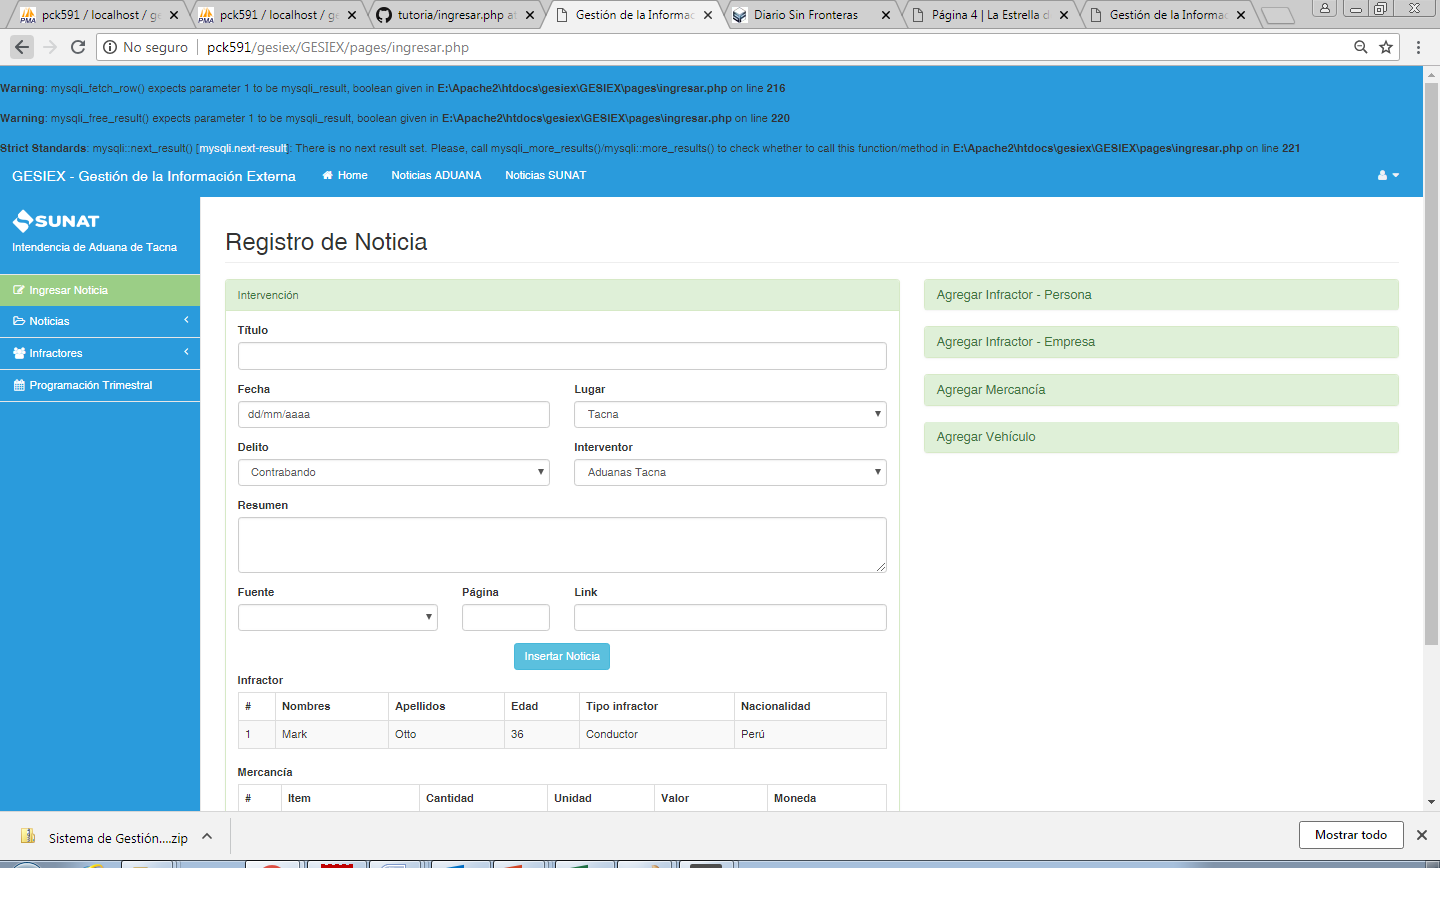 pck591 / localhost / ge
pck591 / localhost / ge
tutoria/ingresar.php at
Gestión de la Informac
Diario Sin Fronteras
Página 4 | La Estrella d
Gestión de la Informac
No seguro
pck591/gesiex/GESIEX/pages/ingresar.php
Warning: mysqli_fetch_row() expects parameter 1 to be mysqli_result, boolean given in E:\Apache2\htdocs\gesiex\GESIEX\pages\ingresar.php on line 216
Warning: mysqli_free_result() expects parameter 1 to be mysqli_result, boolean given in E:\Apache2\htdocs\gesiex\GESIEX\pages\ingresar.php on line 220
Strict Standards: mysqli::next_result() [mysqli.next-result]: There is no next result set. Please, call mysqli_more_results()/mysqli::more_results() to check whether to call this function/method in E:\Apache2\htdocs\gesiex\GESIEX\pages\ingresar.php on line 221
GESIEX - Gestión de la Información Externa
Home
Noticias ADUANA
Noticias SUNAT
SUNAT
Intendencia de Aduana de Tacna
Ingresar Noticia
Noticias
Infractores
Programación Trimestral
Registro de Noticia
Intervención
Título
Fecha Lugar
dd/mm/aaaa Tacna
Delito Interventor
Contrabando Aduanas Tacna
Resumen
Fuente Página Link
Insertar Noticia
Infractor
# Nombres Apellidos Edad Tipo infractor Nacionalidad
1 Mark Otto 36 Conductor Perú
Mercancía
# Item Cantidad Unidad Valor Moneda
Agregar Infractor - Persona
Agregar Infractor - Empresa
Agregar Mercancía
Agregar Vehículo
Sistema de Gestión....zip
Mostrar todo